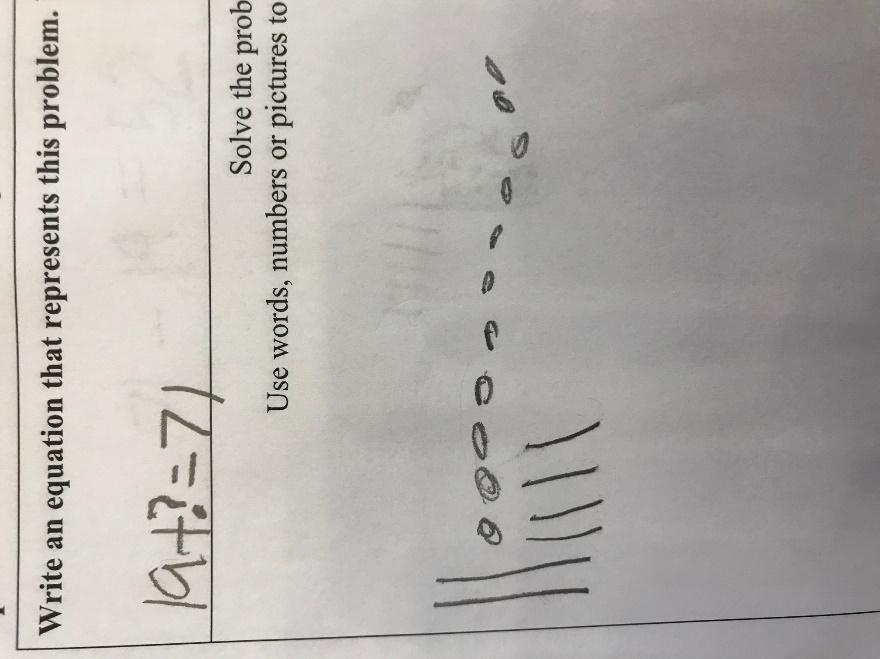 Write an equation that represents this problem.
19+?=71
Solve the prob
Use words, numbers or pictures to